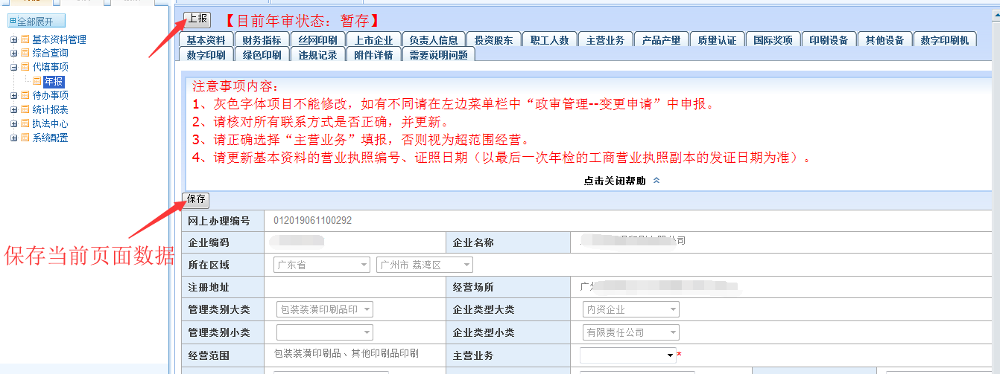 上报 【目前年审状态：暂存】
全部展开
基本资料管理
综合查询
代填事项
年报
待办事项
统计报表
执法中心
系统配置
基本资料 财务指标 丝网印刷 上市企业 负责人信息 投资股东 职工人数 主营业务 产品产量 质量认证 国际奖项 印刷设备 其他设备 数字印刷机
数字印刷 绿色印刷 违规记录 附件详情 需要说明问题
注意事项内容：
1、灰色字体项目不能修改，如有不同请在左边菜单栏中“政审管理--变更申请”中申报。
2、请核对所有联系方式是否正确，并更新。
3、请正确选择“主营业务”填报，否则视为超范围经营。
4、请更新基本资料的营业执照编号、证照日期（以最后一次年检的工商营业执照副本的发证日期为准）。
点击关闭帮助
保存
保存当前页面数据
网上办理编号 012019061100292
企业编码 企业名称 公司
所在区域 广东省 广州市 荔湾区
注册地址 经营场所 广
管理类别大类 包装装潢印刷品印 企业类型大类 内资企业
管理类别小类 企业类型小类 有限责任公司
经营范围 包装装潢印刷品、其他印刷品印刷 主营业务 *